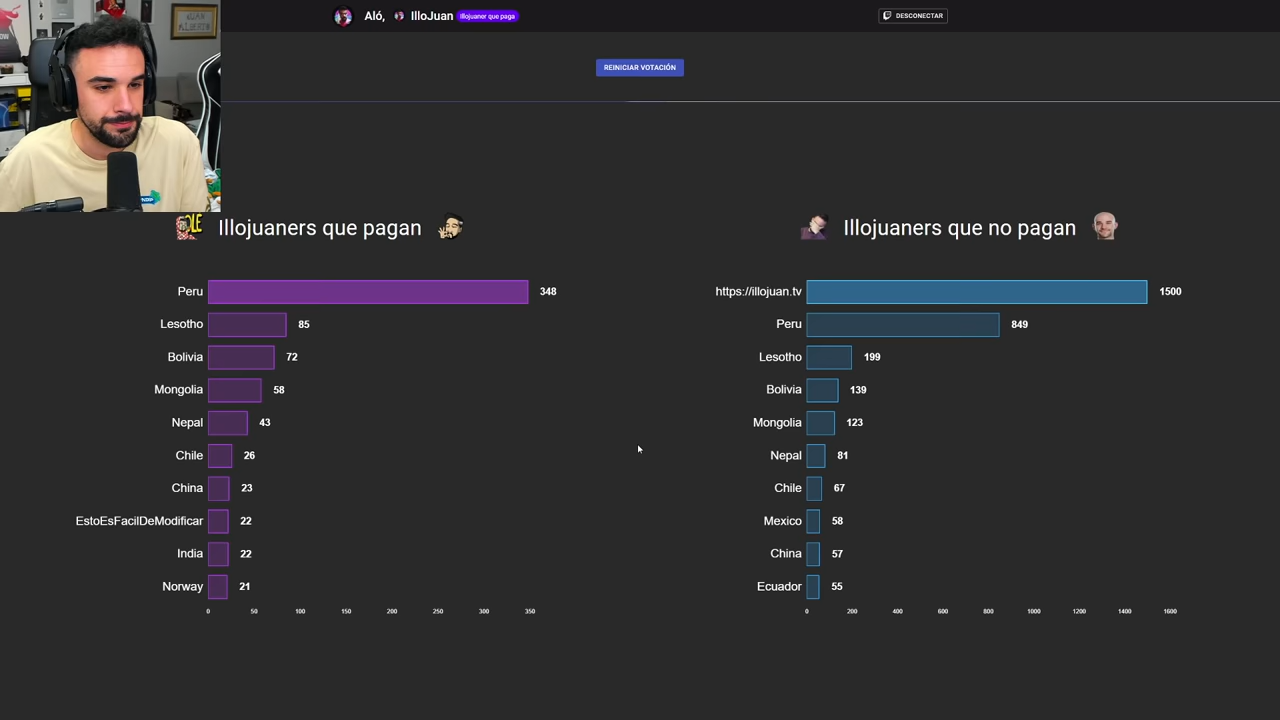 Aló, IlloJuan Illojuaner que paga
DESCONECTAR
REINICIAR VOTACIÓN
Illojuaners que pagan
Peru 348
Lesotho 85
Bolivia 72
Mongolia 58
Nepal 43
Chile 26
China 23
EstoEsFacilDeModificar 22
India 22
Norway 21
0 50 100 150 200 250 300 350
Illojuaners que no pagan
https://illojuan.tv 1500
Peru 849
Lesotho 199
Bolivia 139
Mongolia 123
Nepal 81
Chile 67
Mexico 58
China 57
Ecuador 55
0 200 400 600 800 1000 1200 1400 1600